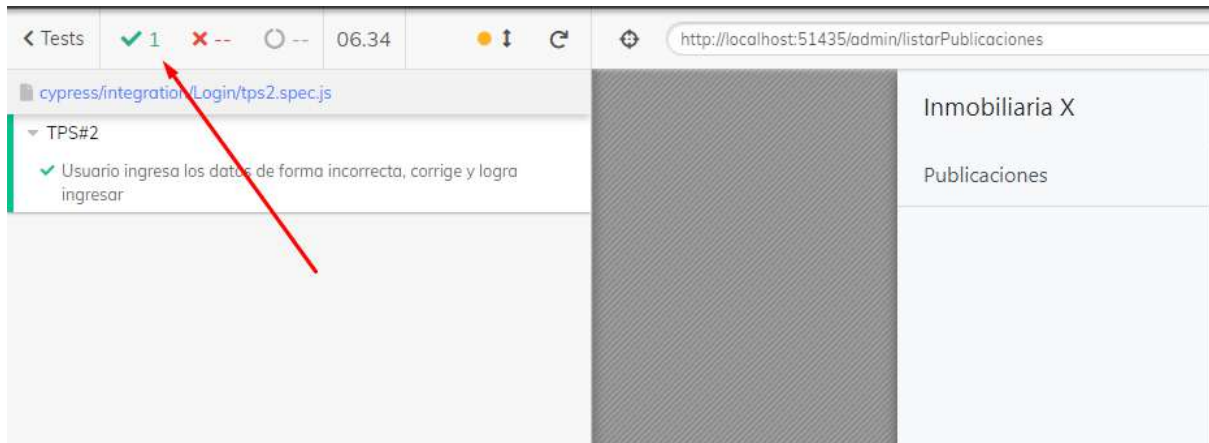 Tests 1 -- -- 06.34 http://localhost:51435/admin/listarPublicaciones
cypress/integration/Login/tps2.spec.js
TPS#2
Usuario ingresa los datos de forma incorrecta, corrige y logra
ingresar
Inmobiliaria X
Publicaciones